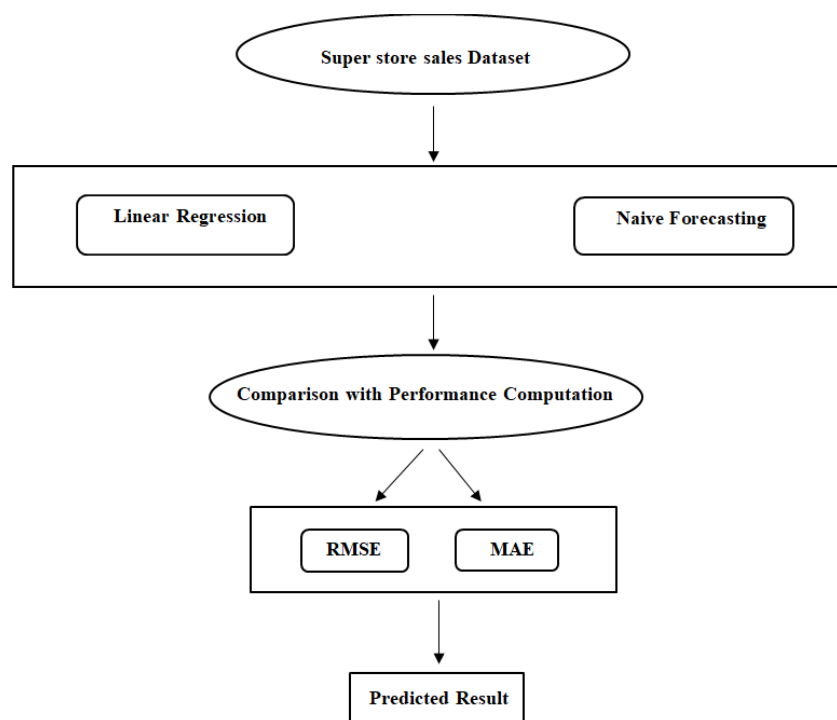 Super store sales Dataset
Linear Regression
Naive Forecasting
Comparison with Performance Computation
RMSE
MAE
Predicted Result